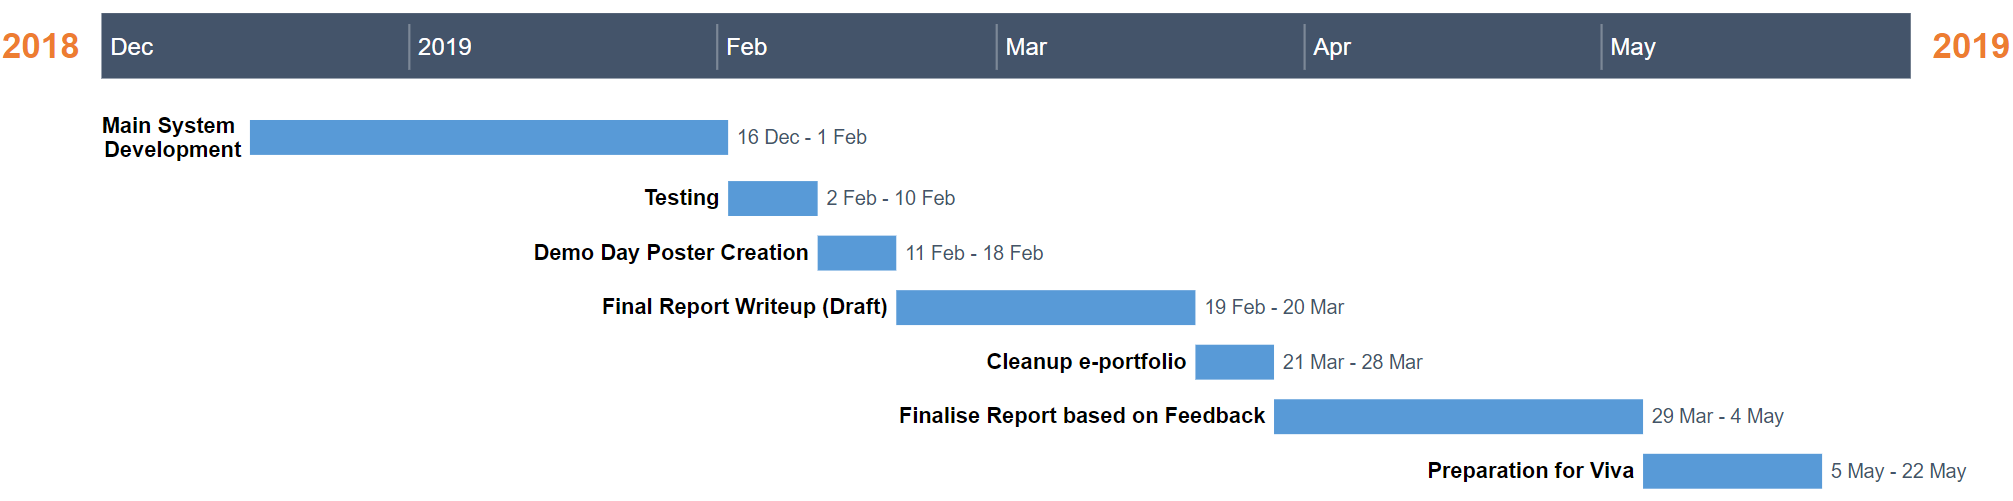 2018 Dec 2019 Feb Mar Apr May 2019
Main System
Development
16 Dec - 1 Feb
Testing 2 Feb - 10 Feb
Demo Day Poster Creation 11 Feb - 18 Feb
Final Report Writeup (Draft) 19 Feb - 20 Mar
Cleanup e-portfolio 21 Mar - 28 Mar
Finalise Report based on Feedback 29 Mar - 4 May
Preparation for Viva 5 May - 22 May